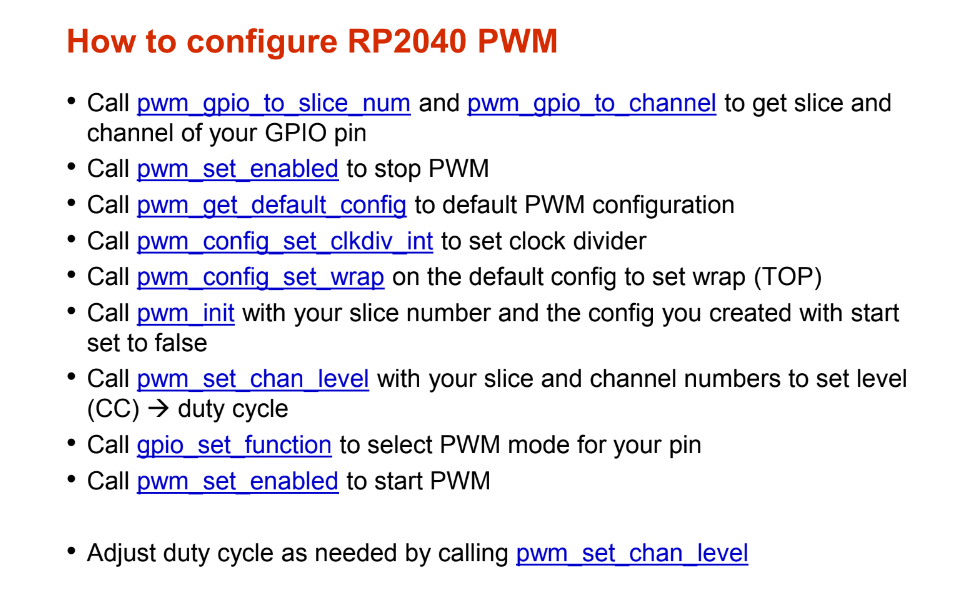 How to configure RP2040 PWM
• Call pwm_gpio_to_slice_num and pwm_gpio_to_channel to get slice and
channel of your GPIO pin
• Call pwm_set_enabled to stop PWM
• Call pwm_get_default_config to default PWM configuration
• Call pwm_config_set_clkdiv_int to set clock divider
• Call pwm_config_set_wrap on the default config to set wrap (TOP)
• Call pwm_init with your slice number and the config you created with start
set to false
• Call pwm_set_chan_level with your slice and channel numbers to set level
(CC) → duty cycle
• Call gpio_set_function to select PWM mode for your pin
• Call pwm_set_enabled to start PWM
• Adjust duty cycle as needed by calling pwm_set_chan_level